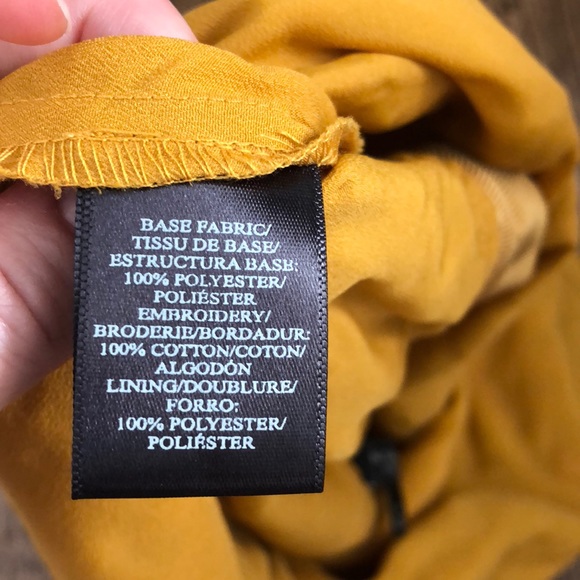 BASE FABRIC/
TISSU DE BASE/
ESTRUCTURA BASE:
100% POLYESTER/
POLIÉSTER
EMBROIDERY/
BRODERIE/BORDADUR:
100% COTTON/COTON/
ALGODÓN
LINING/DOUBLURE/
FORRO:
100% POLYESTER/
POLIÉSTER